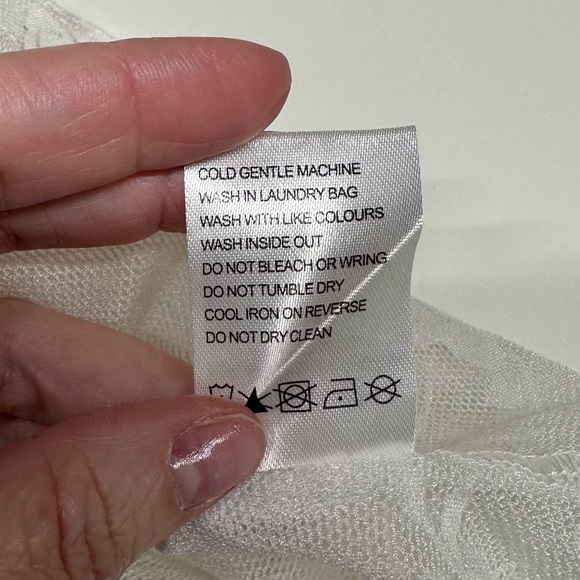 COLD GENTLE MACHINE
WASH IN LAUNDRY BAG
WASH WITH LIKE COLOURS
WASH INSIDE OUT
DO NOT BLEACH OR WRING
DO NOT TUMBLE DRY
COOL IRON ON REVERSE
DO NOT DRY CLEAN